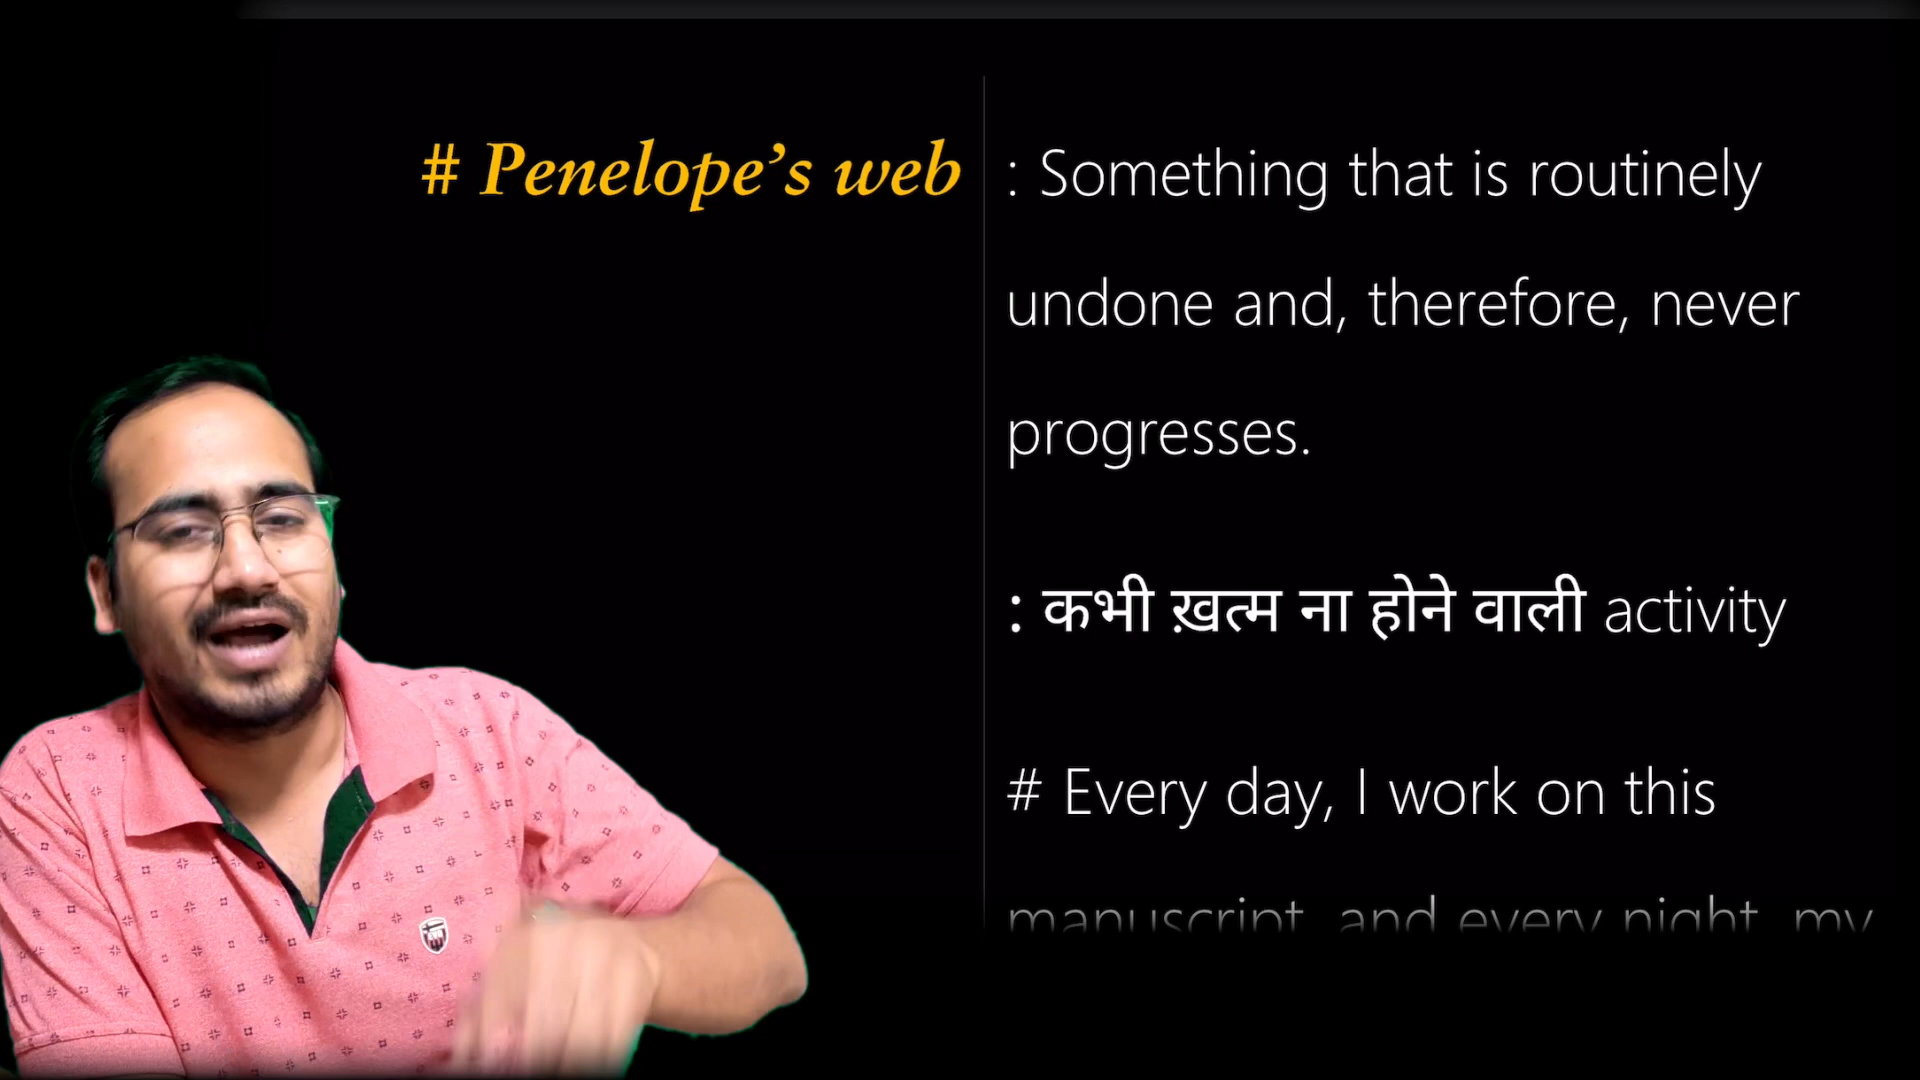 # Penelope’s web
: Something that is routinely
undone and, therefore, never
progresses.
: कभी ख़त्म ना होने वाली activity
# Every day, I work on this
manuscript, and every night, my